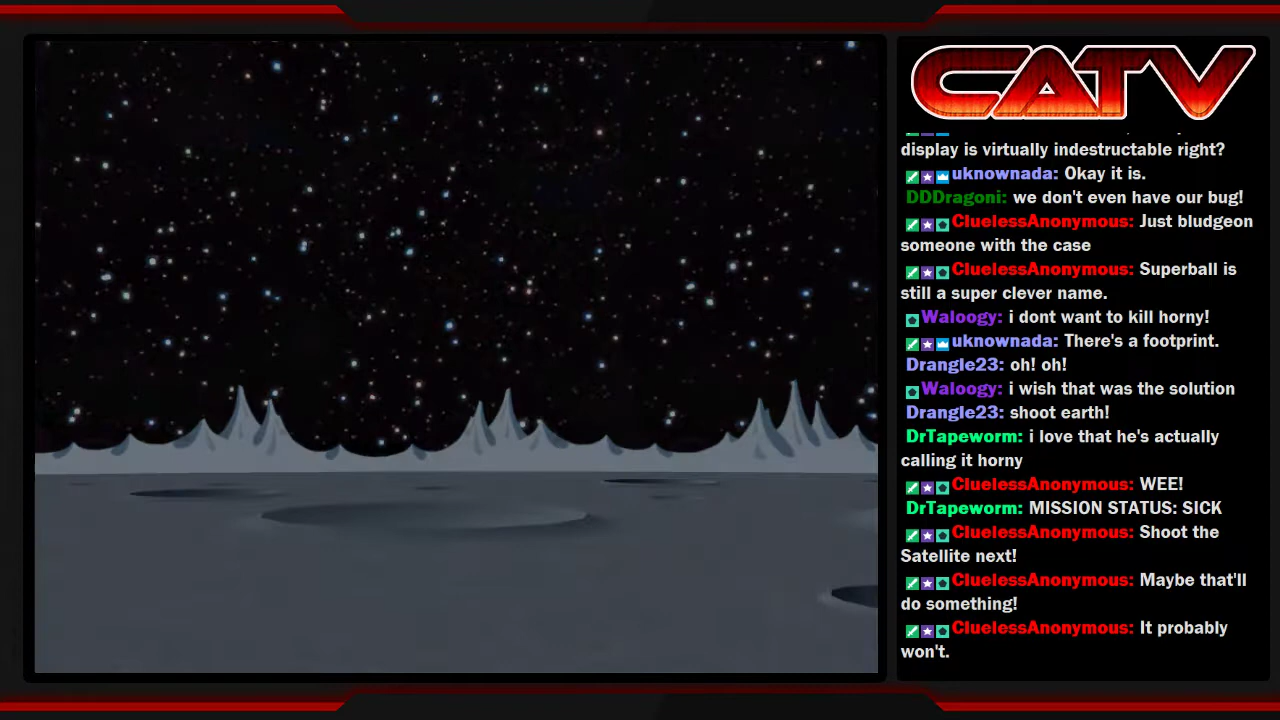 CATV
display is virtually indestructable right?
uknownada: Okay it is.
DDDragoni: we don't even have our bug!
CluelessAnonymous: Just bludgeon
someone with the case
CluelessAnonymous: Superball is
still a super clever name.
Waloogy: i dont want to kill horny!
uknownada: There's a footprint.
Drangle23: oh! oh!
Waloogy: i wish that was the solution
Drangle23: shoot earth!
DrTapeworm: i love that he's actually
calling it horny
CluelessAnonymous: WEE!
DrTapeworm: MISSION STATUS: SICK
CluelessAnonymous: Shoot the
Satellite next!
CluelessAnonymous: Maybe that'll
do something!
CluelessAnonymous: It probably
won't.